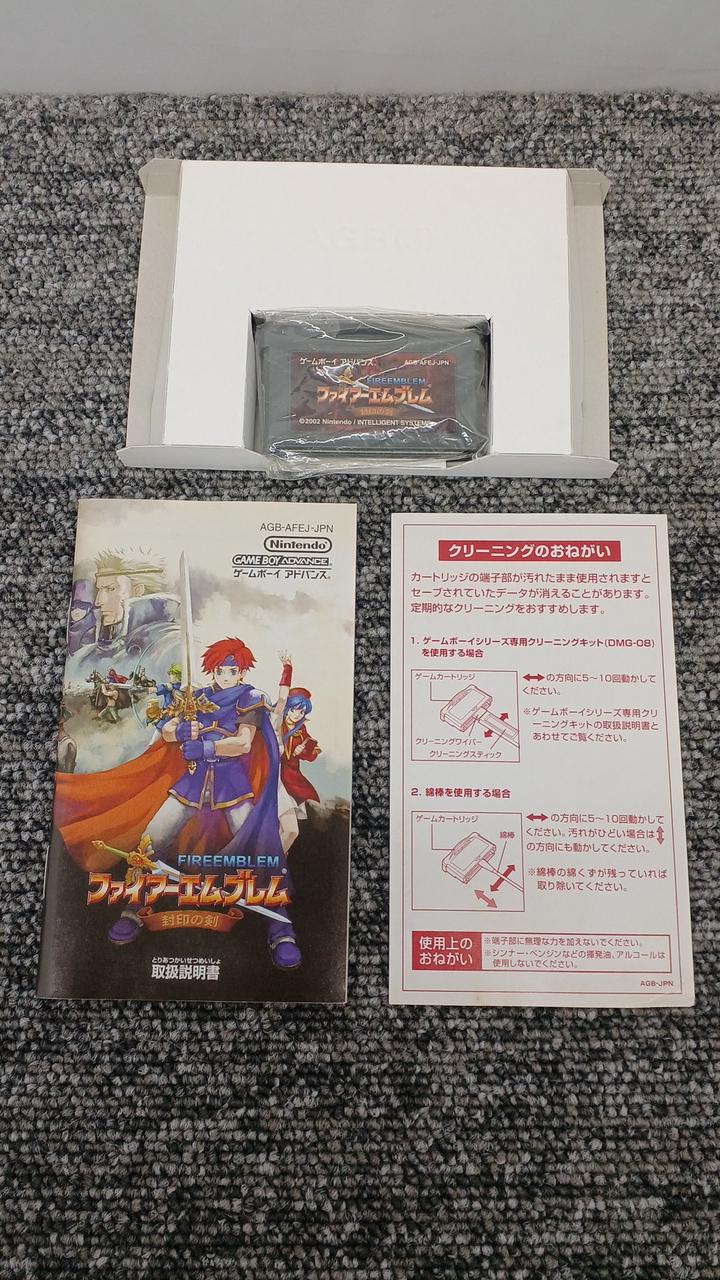 ゲームボーイ アドバンス
AGB-AFEJ-JPN
FIREEMBLEM
ファイアーエムブレム
封印の剣
©2002 Nintendo / INTELLIGENT SYSTEMS
AGB-AFEJ-JPN
Nintendo®
GAME BOY ADVANCE
ゲームボーイ アドバンス®
FIREEMBLEM®
ファイアーエムブレム
封印の剣
とりあつかいせつめいしょ
取扱説明書
クリーニングのおねがい
カートリッジの端子部が汚れたまま使用されますと
セーブされていたデータが消えることがあります。
定期的なクリーニングをおすすめします。
1. ゲームボーイシリーズ専用クリーニングキット(DMG-08)
を使用する場合
ゲームカートリッジ
クリーニングワイパー
クリーニングスティック
⟷の方向に5〜10回動かして
ください。
※ゲームボーイシリーズ専用クリ
ーニングキットの取扱説明書と
あわせてご覧ください。
2. 綿棒を使用する場合
ゲームカートリッジ
綿棒
⟷の方向に5〜10回動かして
ください。汚れがひどい場合は↕
の方向にも動かしてください。
※綿棒の綿くずが残っていれば
取り除いてください。
使用上の
おねがい
※端子部に無理な力を加えないでください。
※シンナー・ベンジンなどの揮発油、アルコールは
使用しないでください。
AGB-JPN